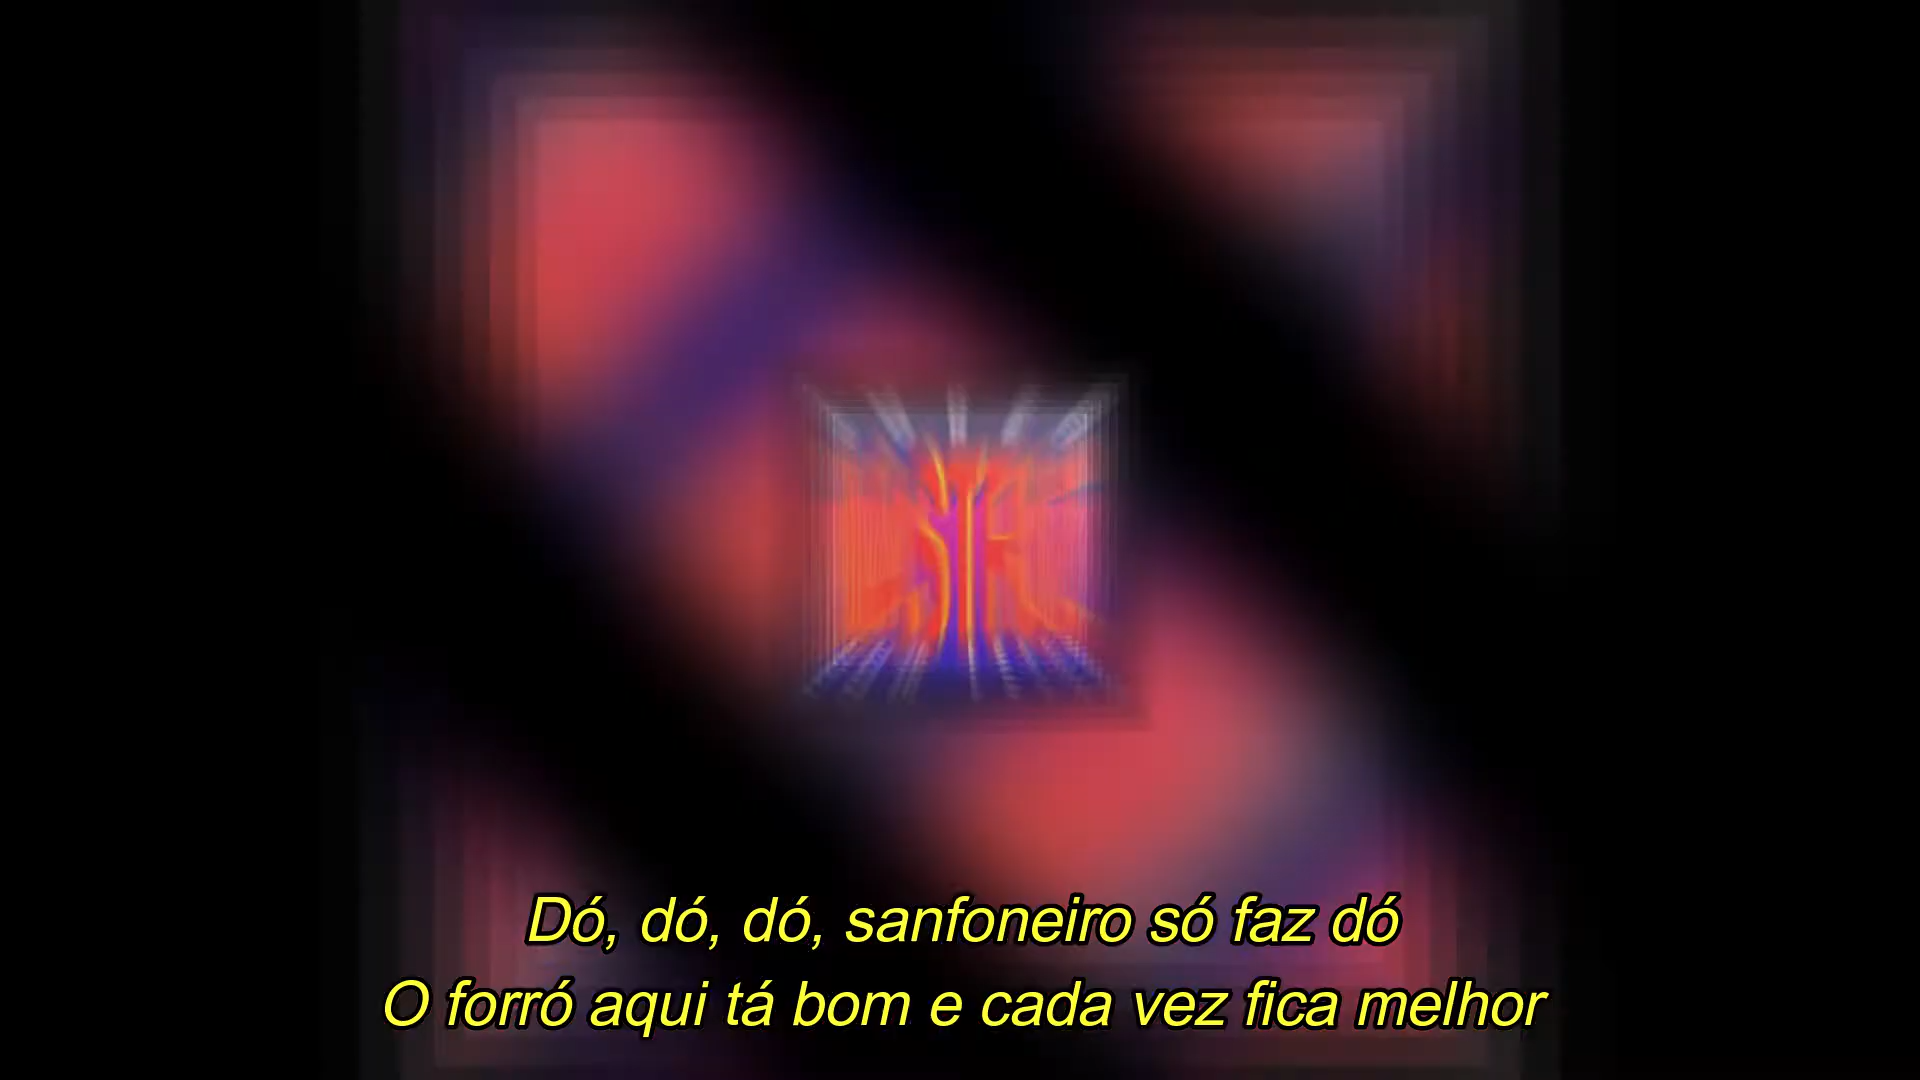 Dó, dó, dó, sanfoneiro só faz dó
O forró aqui tá bom e cada vez fica melhor